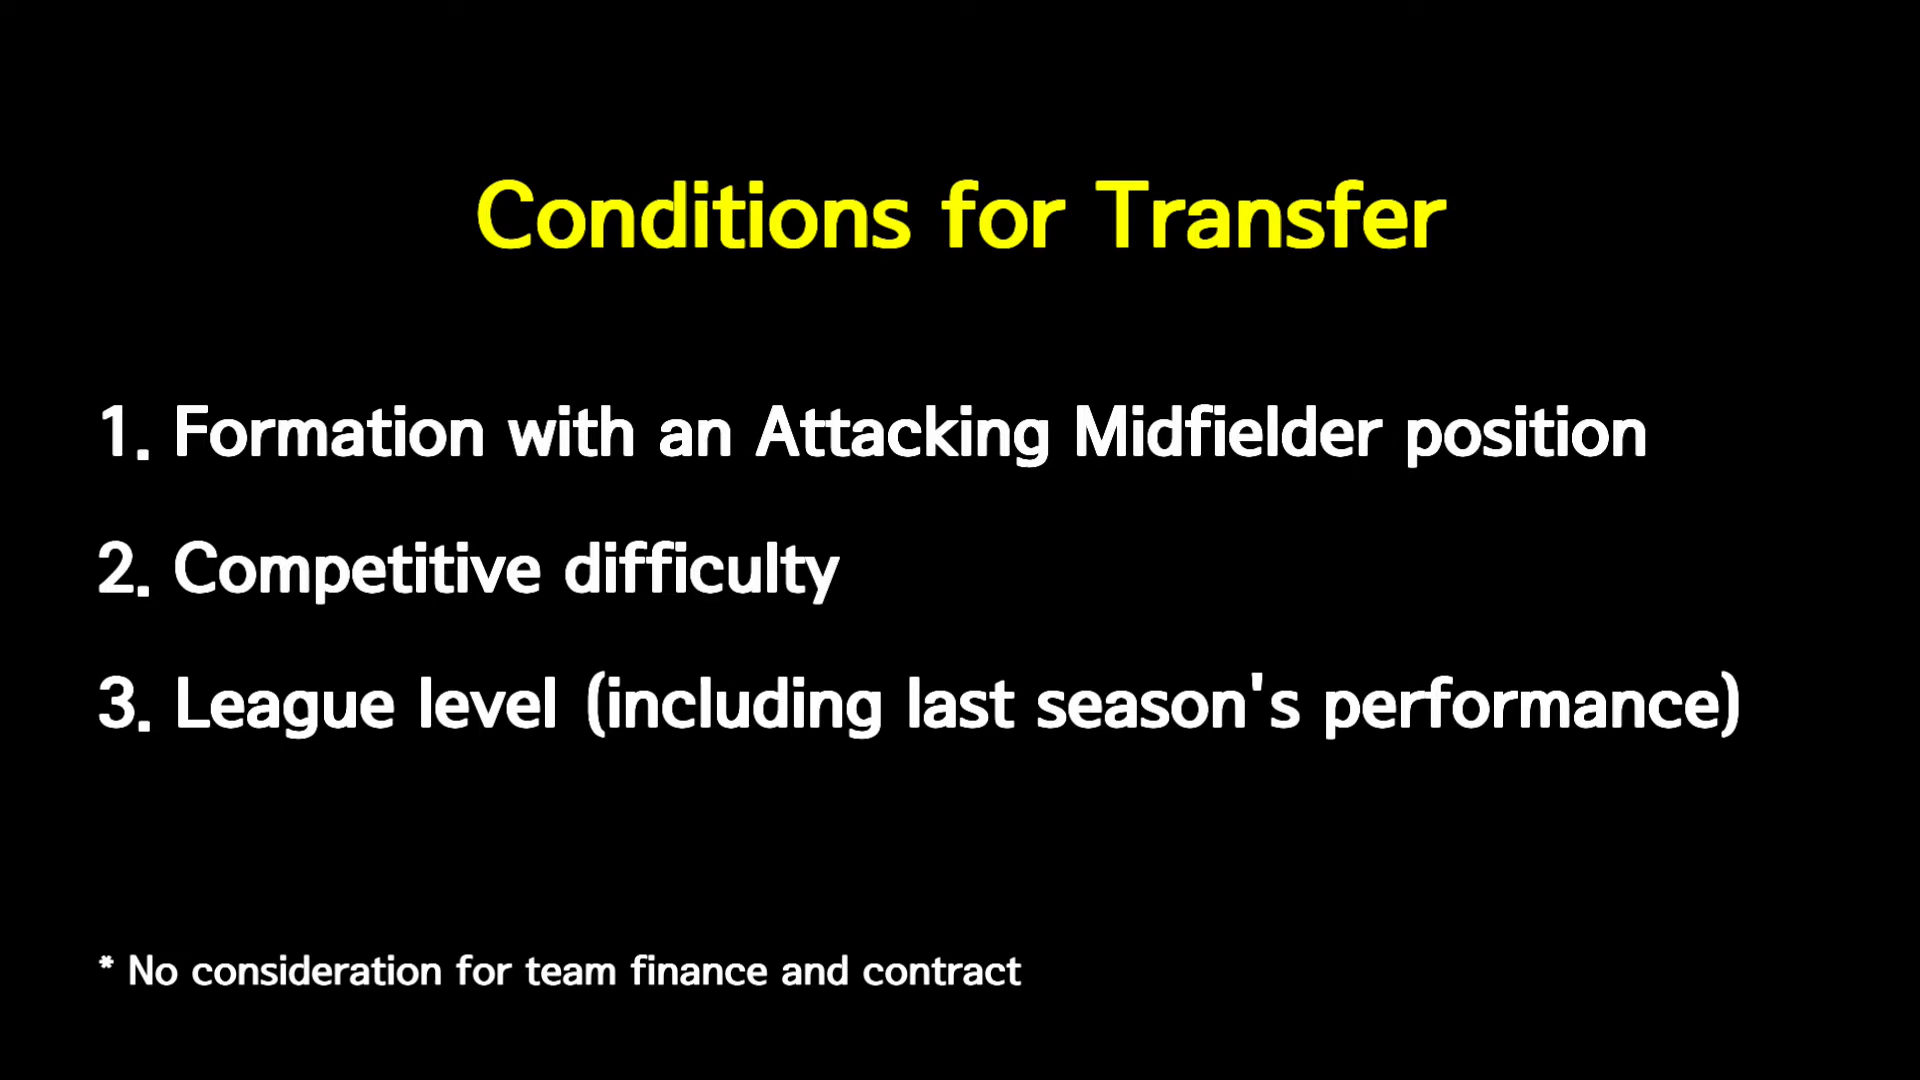 Conditions for Transfer
1. Formation with an Attacking Midfielder position
2. Competitive difficulty
3. League level (including last season's performance)
* No consideration for team finance and contract